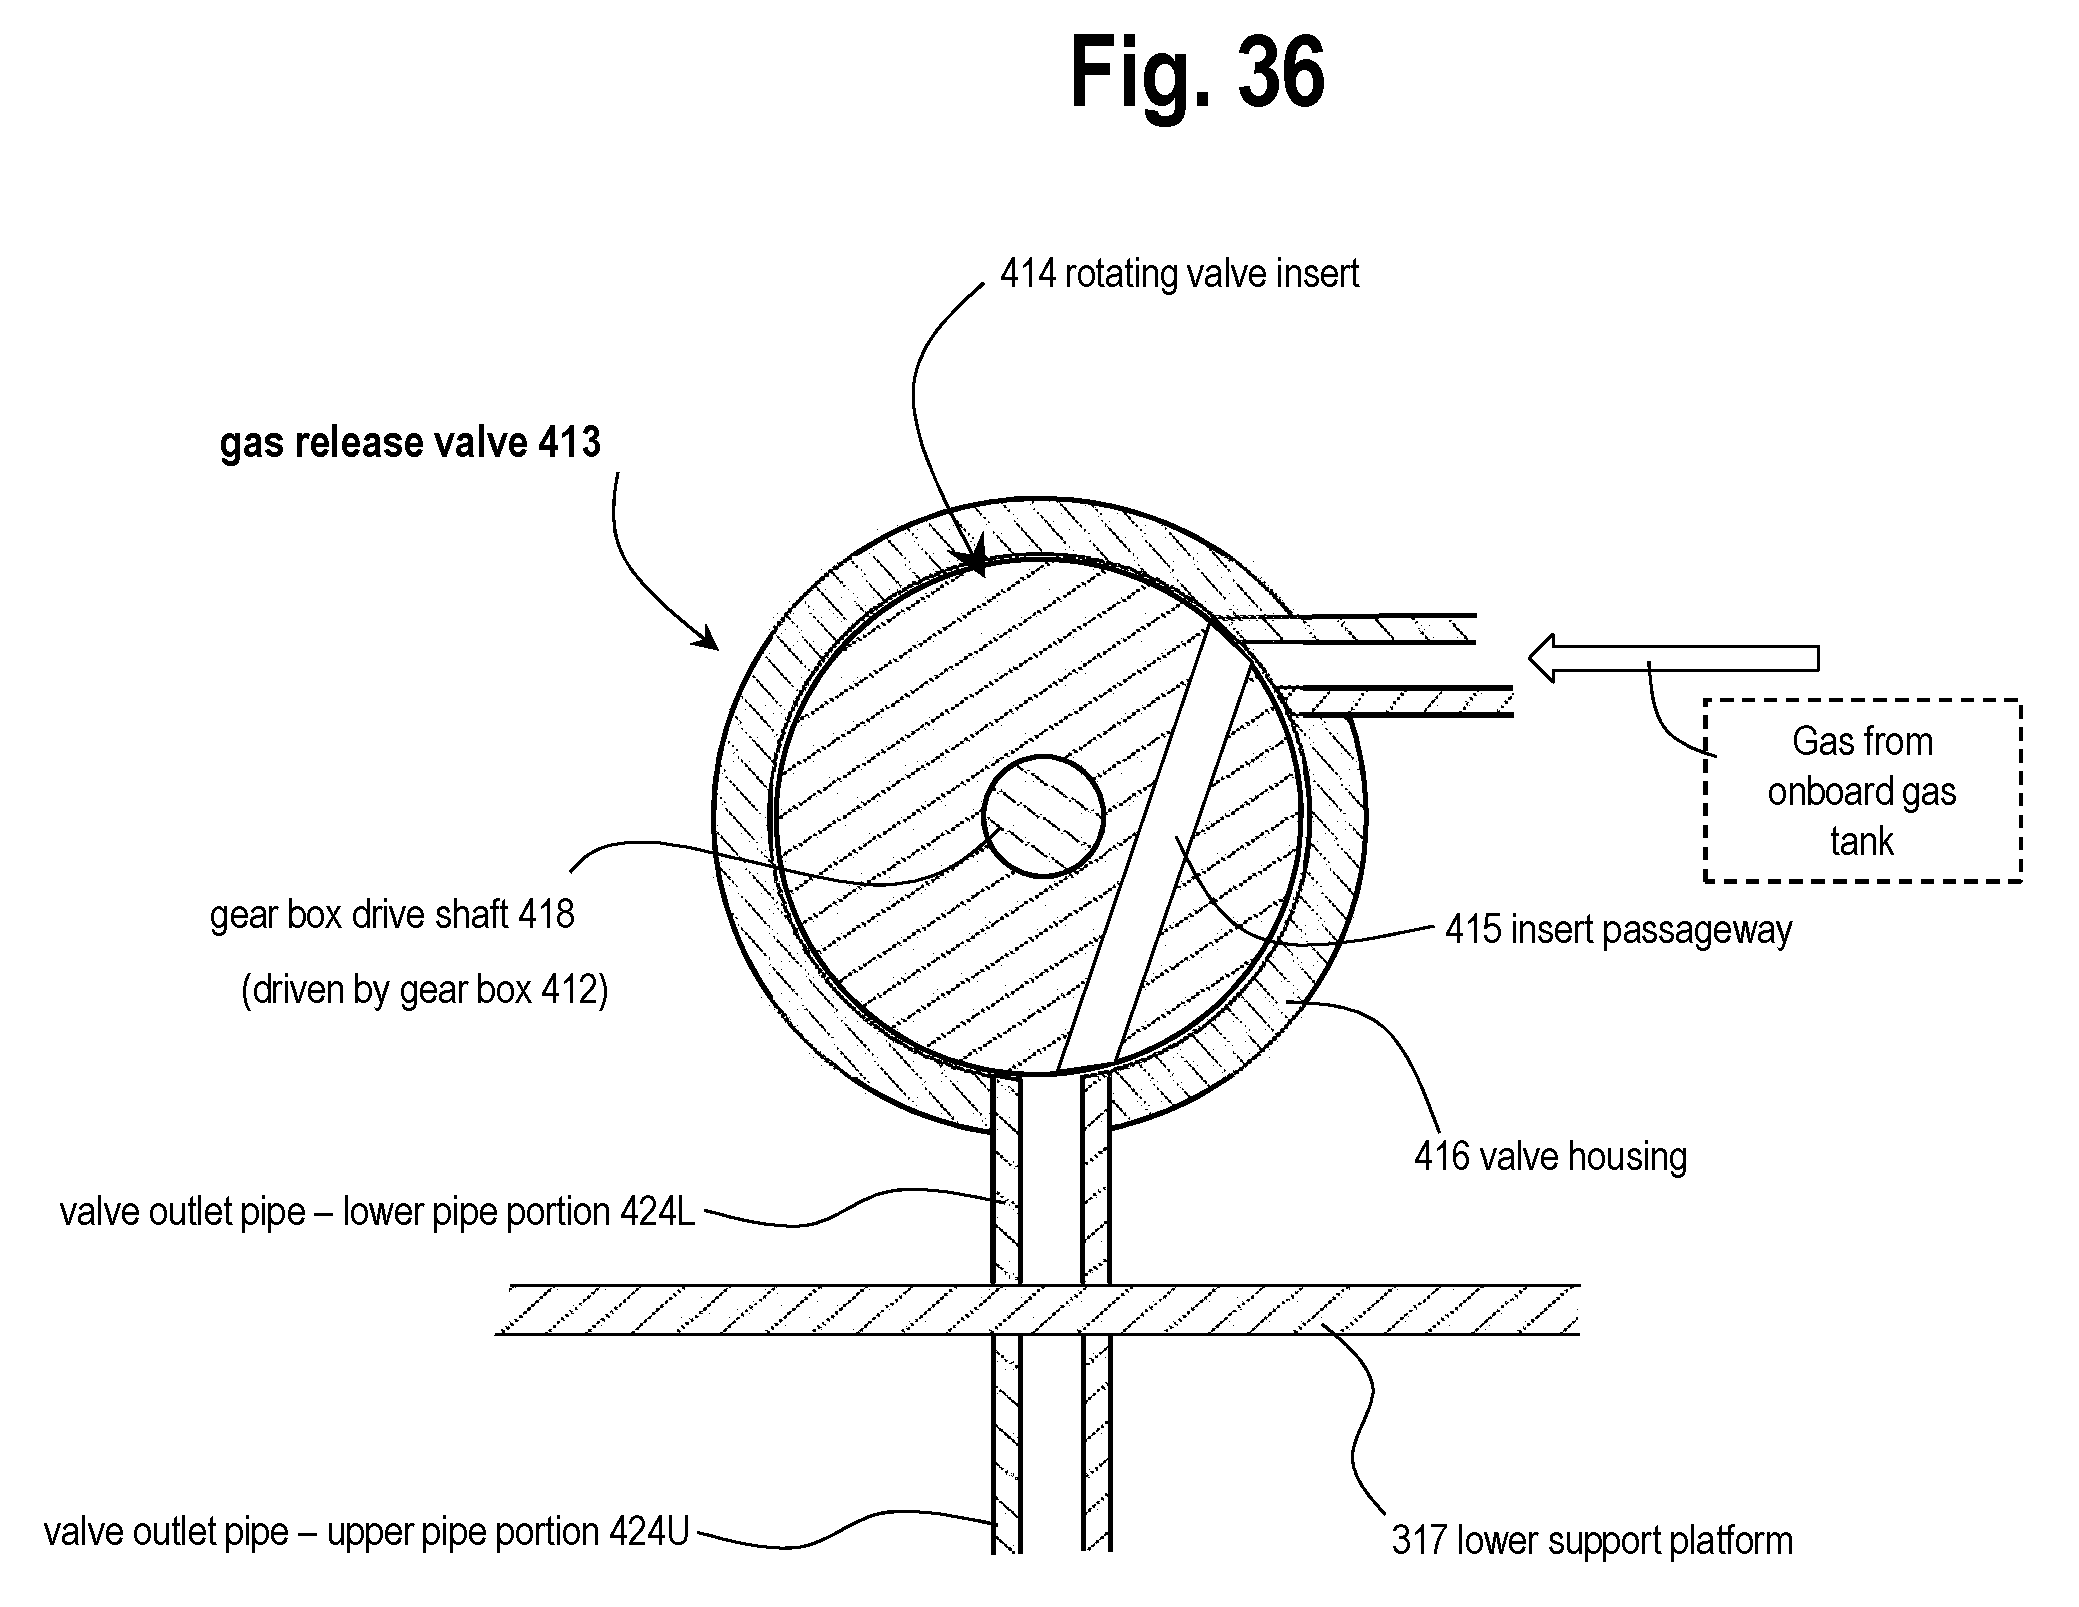 Fig. 36
414 rotating valve insert
gas release valve 413
Gas from
onboard gas
tank
gear box drive shaft 418
(driven by gear box 412)
415 insert passageway
416 valve housing
valve outlet pipe – lower pipe portion 424L
valve outlet pipe – upper pipe portion 424U
317 lower support platform